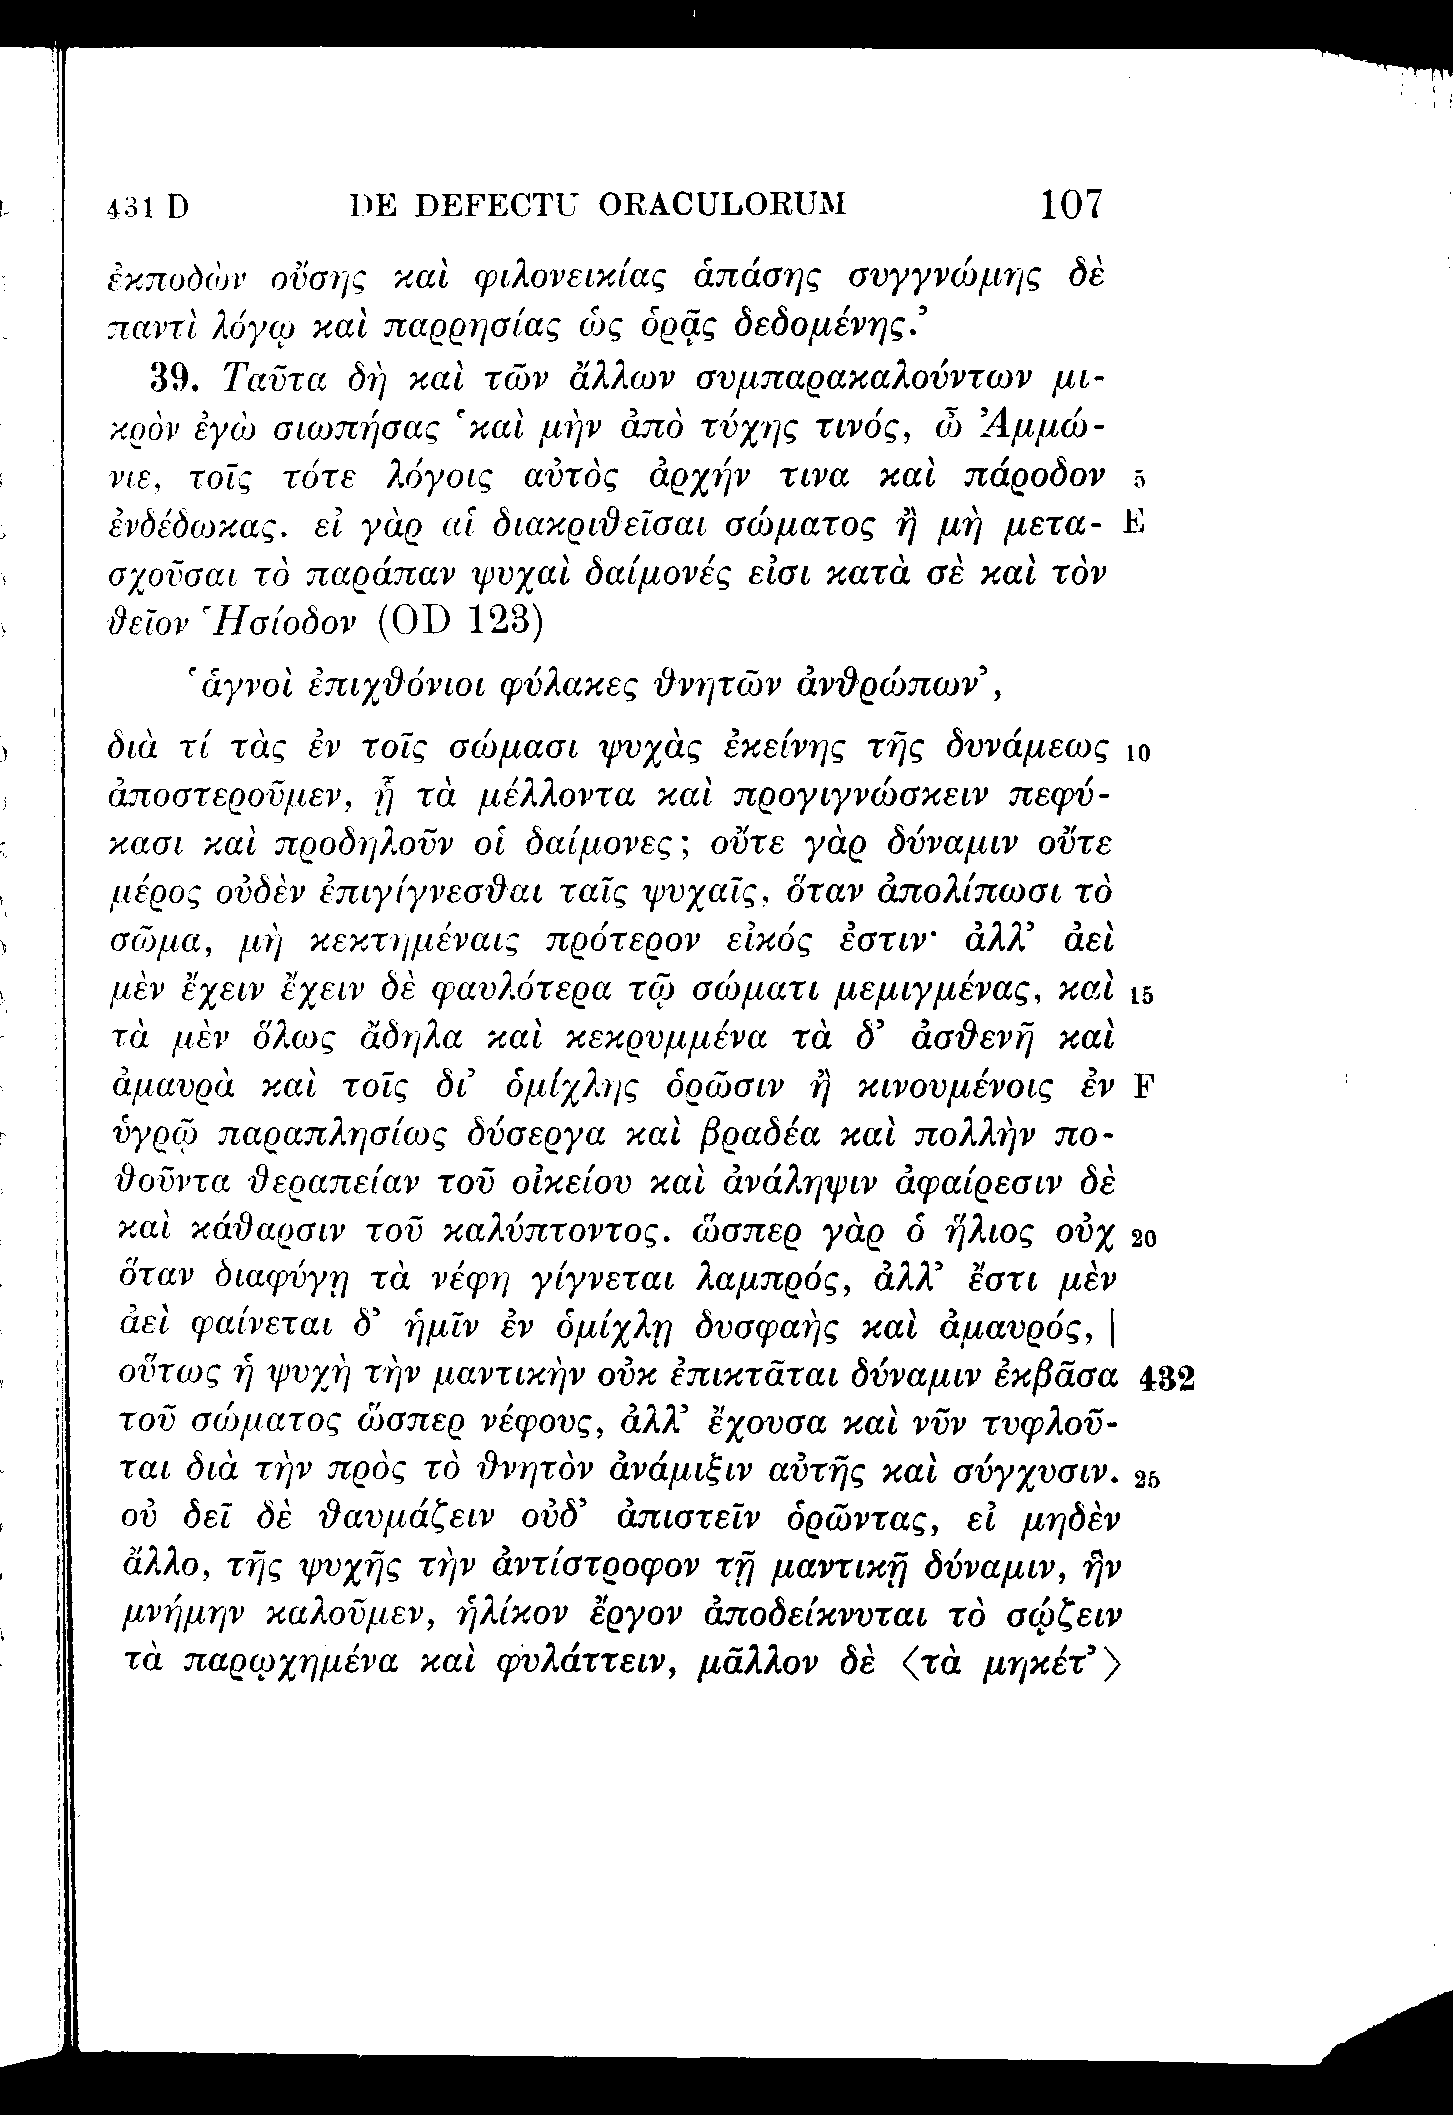 431 D DE DEFECTU ORACULORUM 107
ἐκποδὼν οὔσης καὶ φιλονεικίας ἁπάσης συγγνώμης δὲ
παντὶ λόγῳ καὶ παρρησίας ὡς ὁρᾷς δεδομένης.’
39. Ταῦτα δὴ καὶ τῶν ἄλλων συμπαρακαλούντων μι-
κρὸν ἐγὼ σιωπήσας ‘καὶ μὴν ἀπὸ τύχης τινός, ὦ Ἀμμώ-
νιε, τοῖς τότε λόγοις αὐτὸς ἀρχήν τινα καὶ πάροδον 5
ἐνδέδωκας. εἰ γὰρ αἱ διακριθεῖσαι σώματος ἢ μὴ μετα- E
σχοῦσαι τὸ παράπαν ψυχαὶ δαίμονές εἰσι κατὰ σὲ καὶ τὸν
θεῖον Ἡσίοδον (OD 123)
‘ἁγνοὶ ἐπιχθόνιοι φύλακες θνητῶν ἀνθρώπων’,
διὰ τί τὰς ἐν τοῖς σώμασι ψυχὰς ἐκείνης τῆς δυνάμεως 10
ἀποστεροῦμεν, ᾗ τὰ μέλλοντα καὶ προγιγνώσκειν πεφύ-
κασι καὶ προδηλοῦν οἱ δαίμονες; οὔτε γὰρ δύναμιν οὔτε
μέρος οὐδὲν ἐπιγίγνεσθαι ταῖς ψυχαῖς, ὅταν ἀπολίπωσι τὸ
σῶμα, μὴ κεκτημέναις πρότερον εἰκός ἐστιν· ἀλλ’ ἀεὶ
μὲν ἔχειν ἔχειν δὲ φαυλότερα τῷ σώματι μεμιγμένας, καὶ 15
τὰ μὲν ὅλως ἄδηλα καὶ κεκρυμμένα τὰ δ’ ἀσθενῆ καὶ
ἀμαυρὰ καὶ τοῖς δι’ ὁμίχλης ὁρῶσιν ἢ κινουμένοις ἐν F
ὑγρῷ παραπλησίως δύσεργα καὶ βραδέα καὶ πολλὴν πο-
θοῦντα θεραπείαν τοῦ οἰκείου καὶ ἀνάληψιν ἀφαίρεσιν δὲ
καὶ κάθαρσιν τοῦ καλύπτοντος. ὥσπερ γὰρ ὁ ἥλιος οὐχ 20
ὅταν διαφύγῃ τὰ νέφη γίγνεται λαμπρός, ἀλλ’ ἔστι μὲν
ἀεὶ φαίνεται δ’ ἡμῖν ἐν ὁμίχλῃ δυσφαὴς καὶ ἀμαυρός, |
οὕτως ἡ ψυχὴ τὴν μαντικὴν οὐκ ἐπικτᾶται δύναμιν ἐκβᾶσα 432
τοῦ σώματος ὥσπερ νέφους, ἀλλ’ ἔχουσα καὶ νῦν τυφλοῦ-
ται διὰ τὴν πρὸς τὸ θνητὸν ἀνάμιξιν αὐτῆς καὶ σύγχυσιν. 25
οὐ δεῖ δὲ θαυμάζειν οὐδ’ ἀπιστεῖν ὁρῶντας, εἰ μηδὲν
ἄλλο, τῆς ψυχῆς τὴν ἀντίστροφον τῇ μαντικῇ δύναμιν, ἣν
μνήμην καλοῦμεν, ἡλίκον ἔργον ἀποδείκνυται τὸ σῴζειν
τὰ παρῳχημένα καὶ φυλάττειν, μᾶλλον δὲ ⟨τὰ μηκέτ’⟩